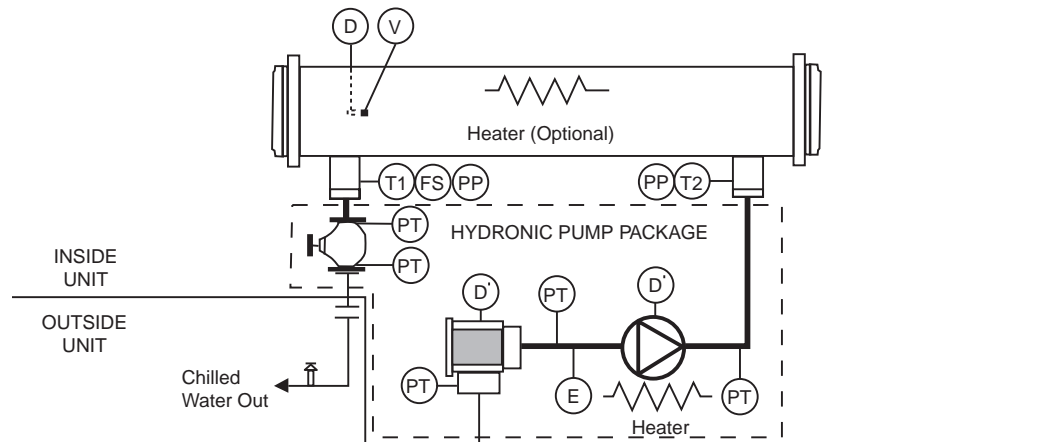 D V
Heater (Optional)
T1 FS PP
PP T2
PT
HYDRONIC PUMP PACKAGE
PT
INSIDE
UNIT
OUTSIDE
UNIT
D' PT D'
Chilled
Water Out
PT E PT
Heater